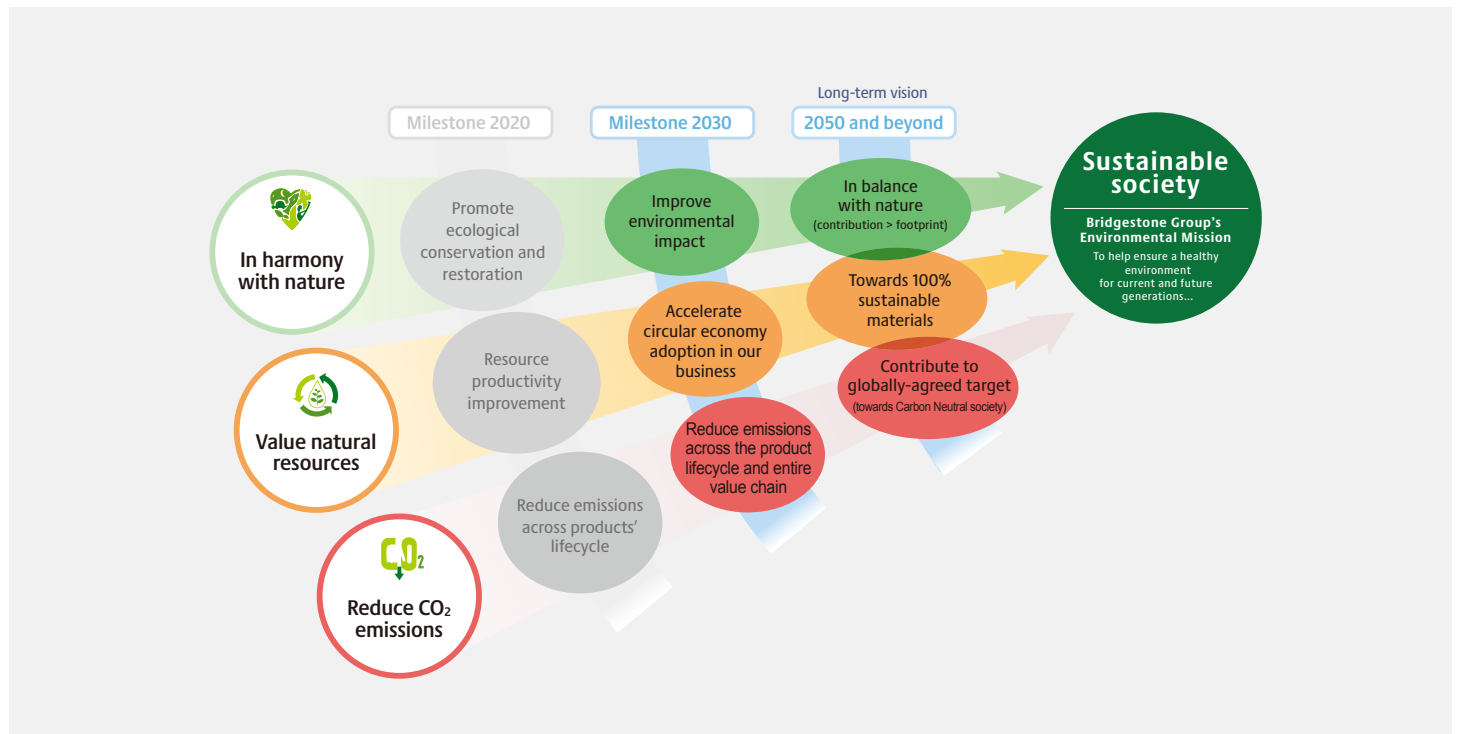 Long-term vision
Milestone 2020
Milestone 2030
2050 and beyond
In harmony
with nature
Promote
ecological
conservation and
restoration
Improve
environmental
impact
In balance
with nature
(contribution > footprint)
Value natural
resources
Resource
productivity
improvement
Accelerate
circular economy
adoption in our
business
Towards 100%
sustainable
materials
CO2
Reduce CO₂
emissions
Reduce emissions
across products’
lifecycle
Reduce emissions
across the product
lifecycle and entire
value chain
Contribute to
globally-agreed target
(towards Carbon Neutral society)
Sustainable
society
Bridgestone Group’s
Environmental Mission
To help ensure a healthy
environment
for current and future
generations...